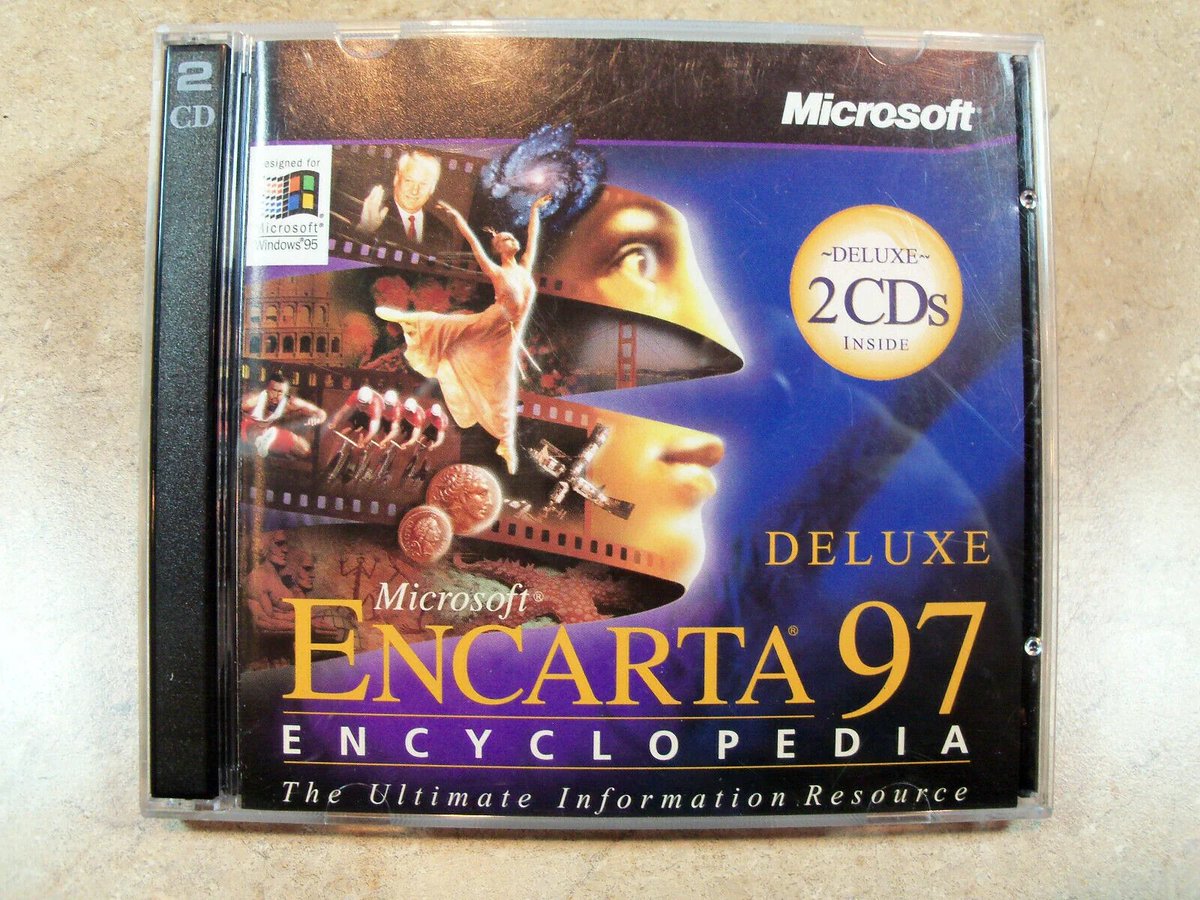 2
CD
Microsoft
esigned for
Microsoft®
Windows®95
~DELUXE~
2 CDs
INSIDE
DELUXE
Microsoft®
ENCARTA® 97
ENCYCLOPEDIA
The Ultimate Information Resource